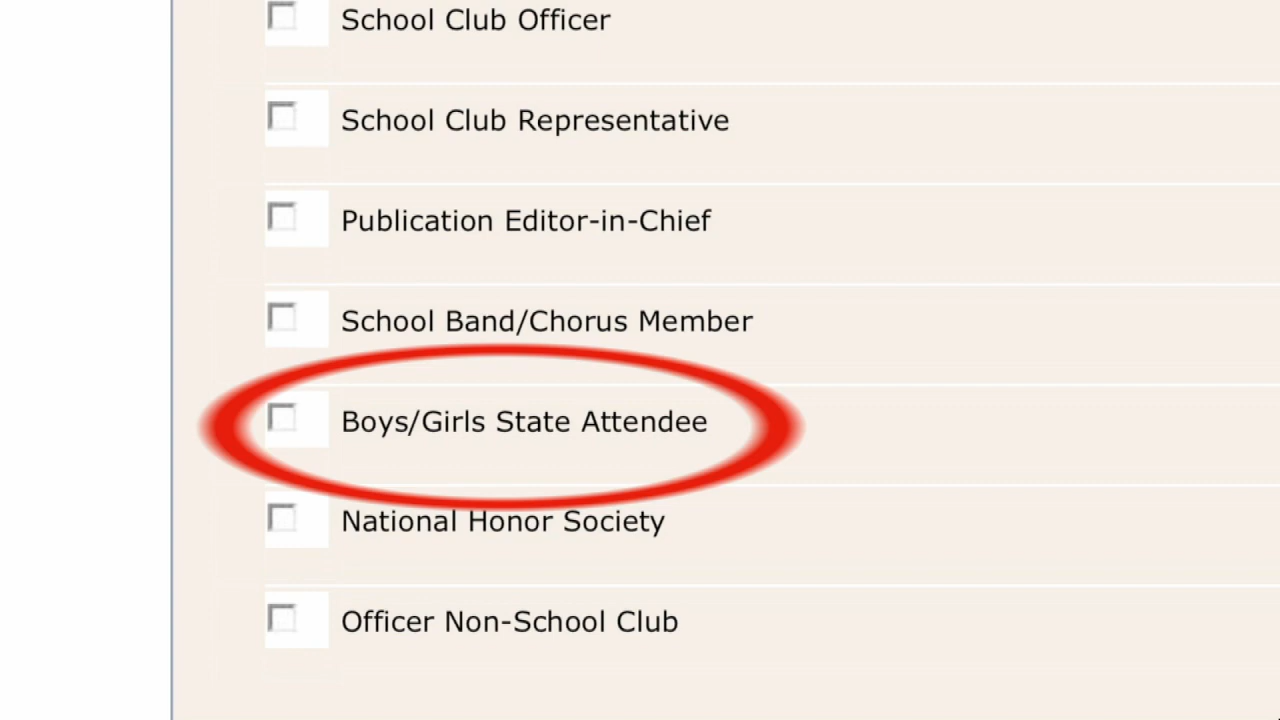 School Club Officer
School Club Representative
Publication Editor-in-Chief
School Band/Chorus Member
Boys/Girls State Attendee
National Honor Society
Officer Non-School Club